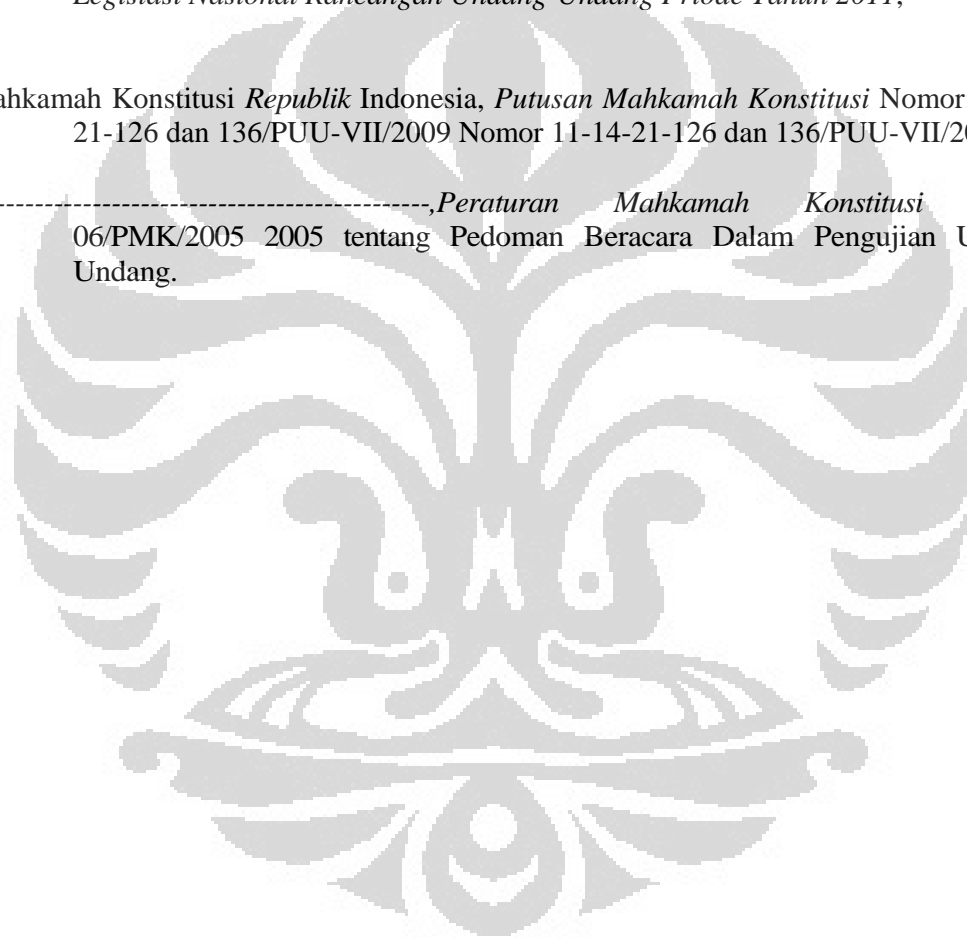 Legislasi Nasional Rancangan Undang-Undang Priode Tahun 2011,
ahkamah Konstitusi Republik Indonesia, Putusan Mahkamah Konstitusi Nomor
21-126 dan 136/PUU-VII/2009 Nomor 11-14-21-126 dan 136/PUU-VII/20
---------------------------------------------,Peraturan Mahkamah Konstitusi
06/PMK/2005 2005 tentang Pedoman Beracara Dalam Pengujian U
Undang.